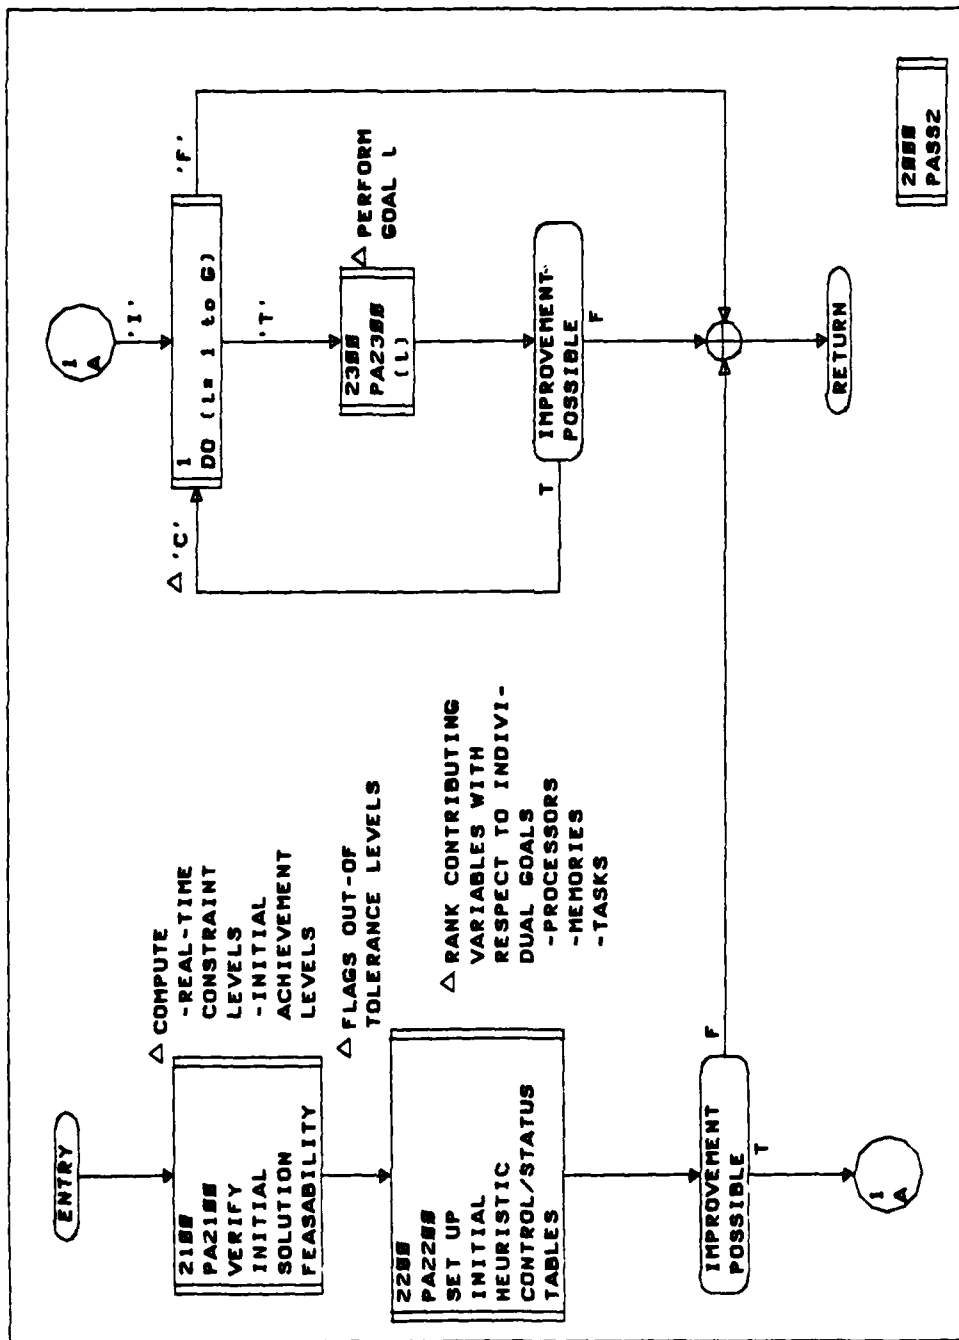 ENTRY
2100
PA2100
VERIFY
INITIAL
SOLUTION
FEASABILITY
△ COMPUTE
-REAL-TIME
CONSTRAINT
LEVELS
-INITIAL
ACHIEVEMENT
LEVELS
△ FLAGS OUT-OF
TOLERANCE LEVELS
2200
PA2200
SET UP
INITIAL
HEURISTIC
CONTROL/STATUS
TABLES
△ RANK CONTRIBUTING
VARIABLES WITH
RESPECT TO INDIVI-
DUAL GOALS
-PROCESSORS
-MEMORIES
-TASKS
IMPROVEMENT
POSSIBLE
F
T
1
A
1
A
'I'
△ 'C'
1
DO (L= 1 to G)
'F'
'T'
2300
PA2300
(L)
△ PERFORM
GOAL L
IMPROVEMENT
POSSIBLE
T
F
RETURN
2000
PASS2